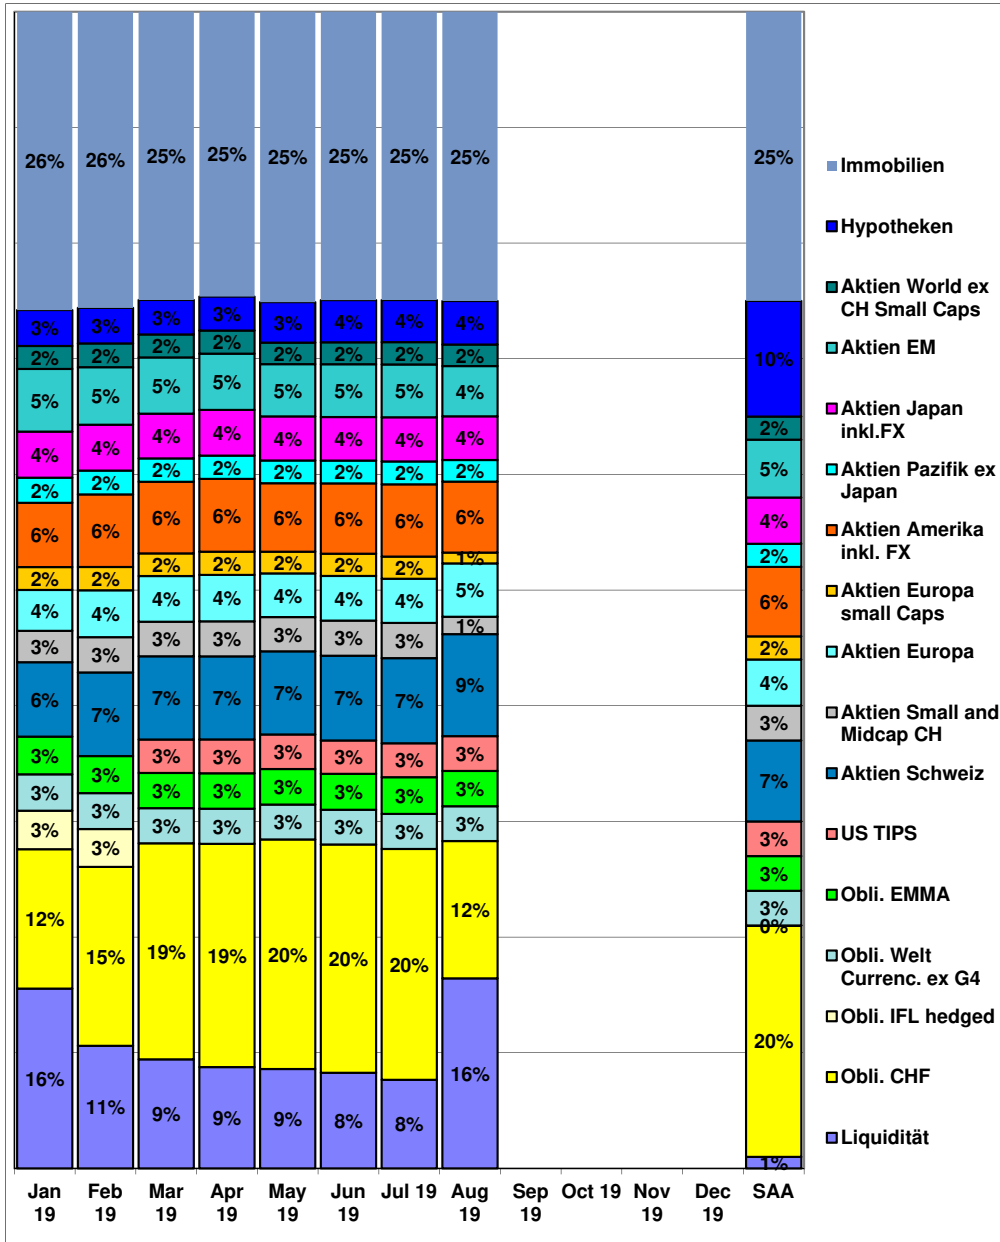 26% 26% 25% 25% 25% 25% 25% 25% 25%
3% 3% 3% 3% 3% 4% 4% 4% 10%
2% 2% 2% 2% 2% 2% 2% 2% 2%
5% 5% 5% 5% 5% 5% 5% 4% 5%
4% 4% 4% 4% 4% 4% 4% 4% 4%
2% 2% 2% 2% 2% 2% 2% 2% 2%
6% 6% 6% 6% 6% 6% 6% 6% 6%
2% 2% 2% 2% 2% 2% 2% 1% 2%
4% 4% 4% 4% 4% 4% 4% 5% 4%
3% 3% 3% 3% 3% 3% 3% 1% 3%
6% 7% 7% 7% 7% 7% 7% 9% 7%
3% 3% 3% 3% 3% 3% 3%
3% 3% 3% 3% 3% 3% 3% 3% 3%
3% 3% 3% 3% 3% 3% 3% 3% 3%
3% 3% 0%
12% 15% 19% 19% 20% 20% 20% 12% 20%
16% 11% 9% 9% 9% 8% 8% 16% 1%
Jan Feb Mar Apr May Jun Jul 19 Aug Sep Oct 19 Nov Dec SAA
19 19 19 19 19 19 19 19 19 19
Immobilien
Hypotheken
Aktien World ex
CH Small Caps
Aktien EM
Aktien Japan
inkl.FX
Aktien Pazifik ex
Japan
Aktien Amerika
inkl. FX
Aktien Europa
small Caps
Aktien Europa
Aktien Small and
Midcap CH
Aktien Schweiz
US TIPS
Obli. EMMA
Obli. Welt
Currenc. ex G4
Obli. IFL hedged
Obli. CHF
Liquidität